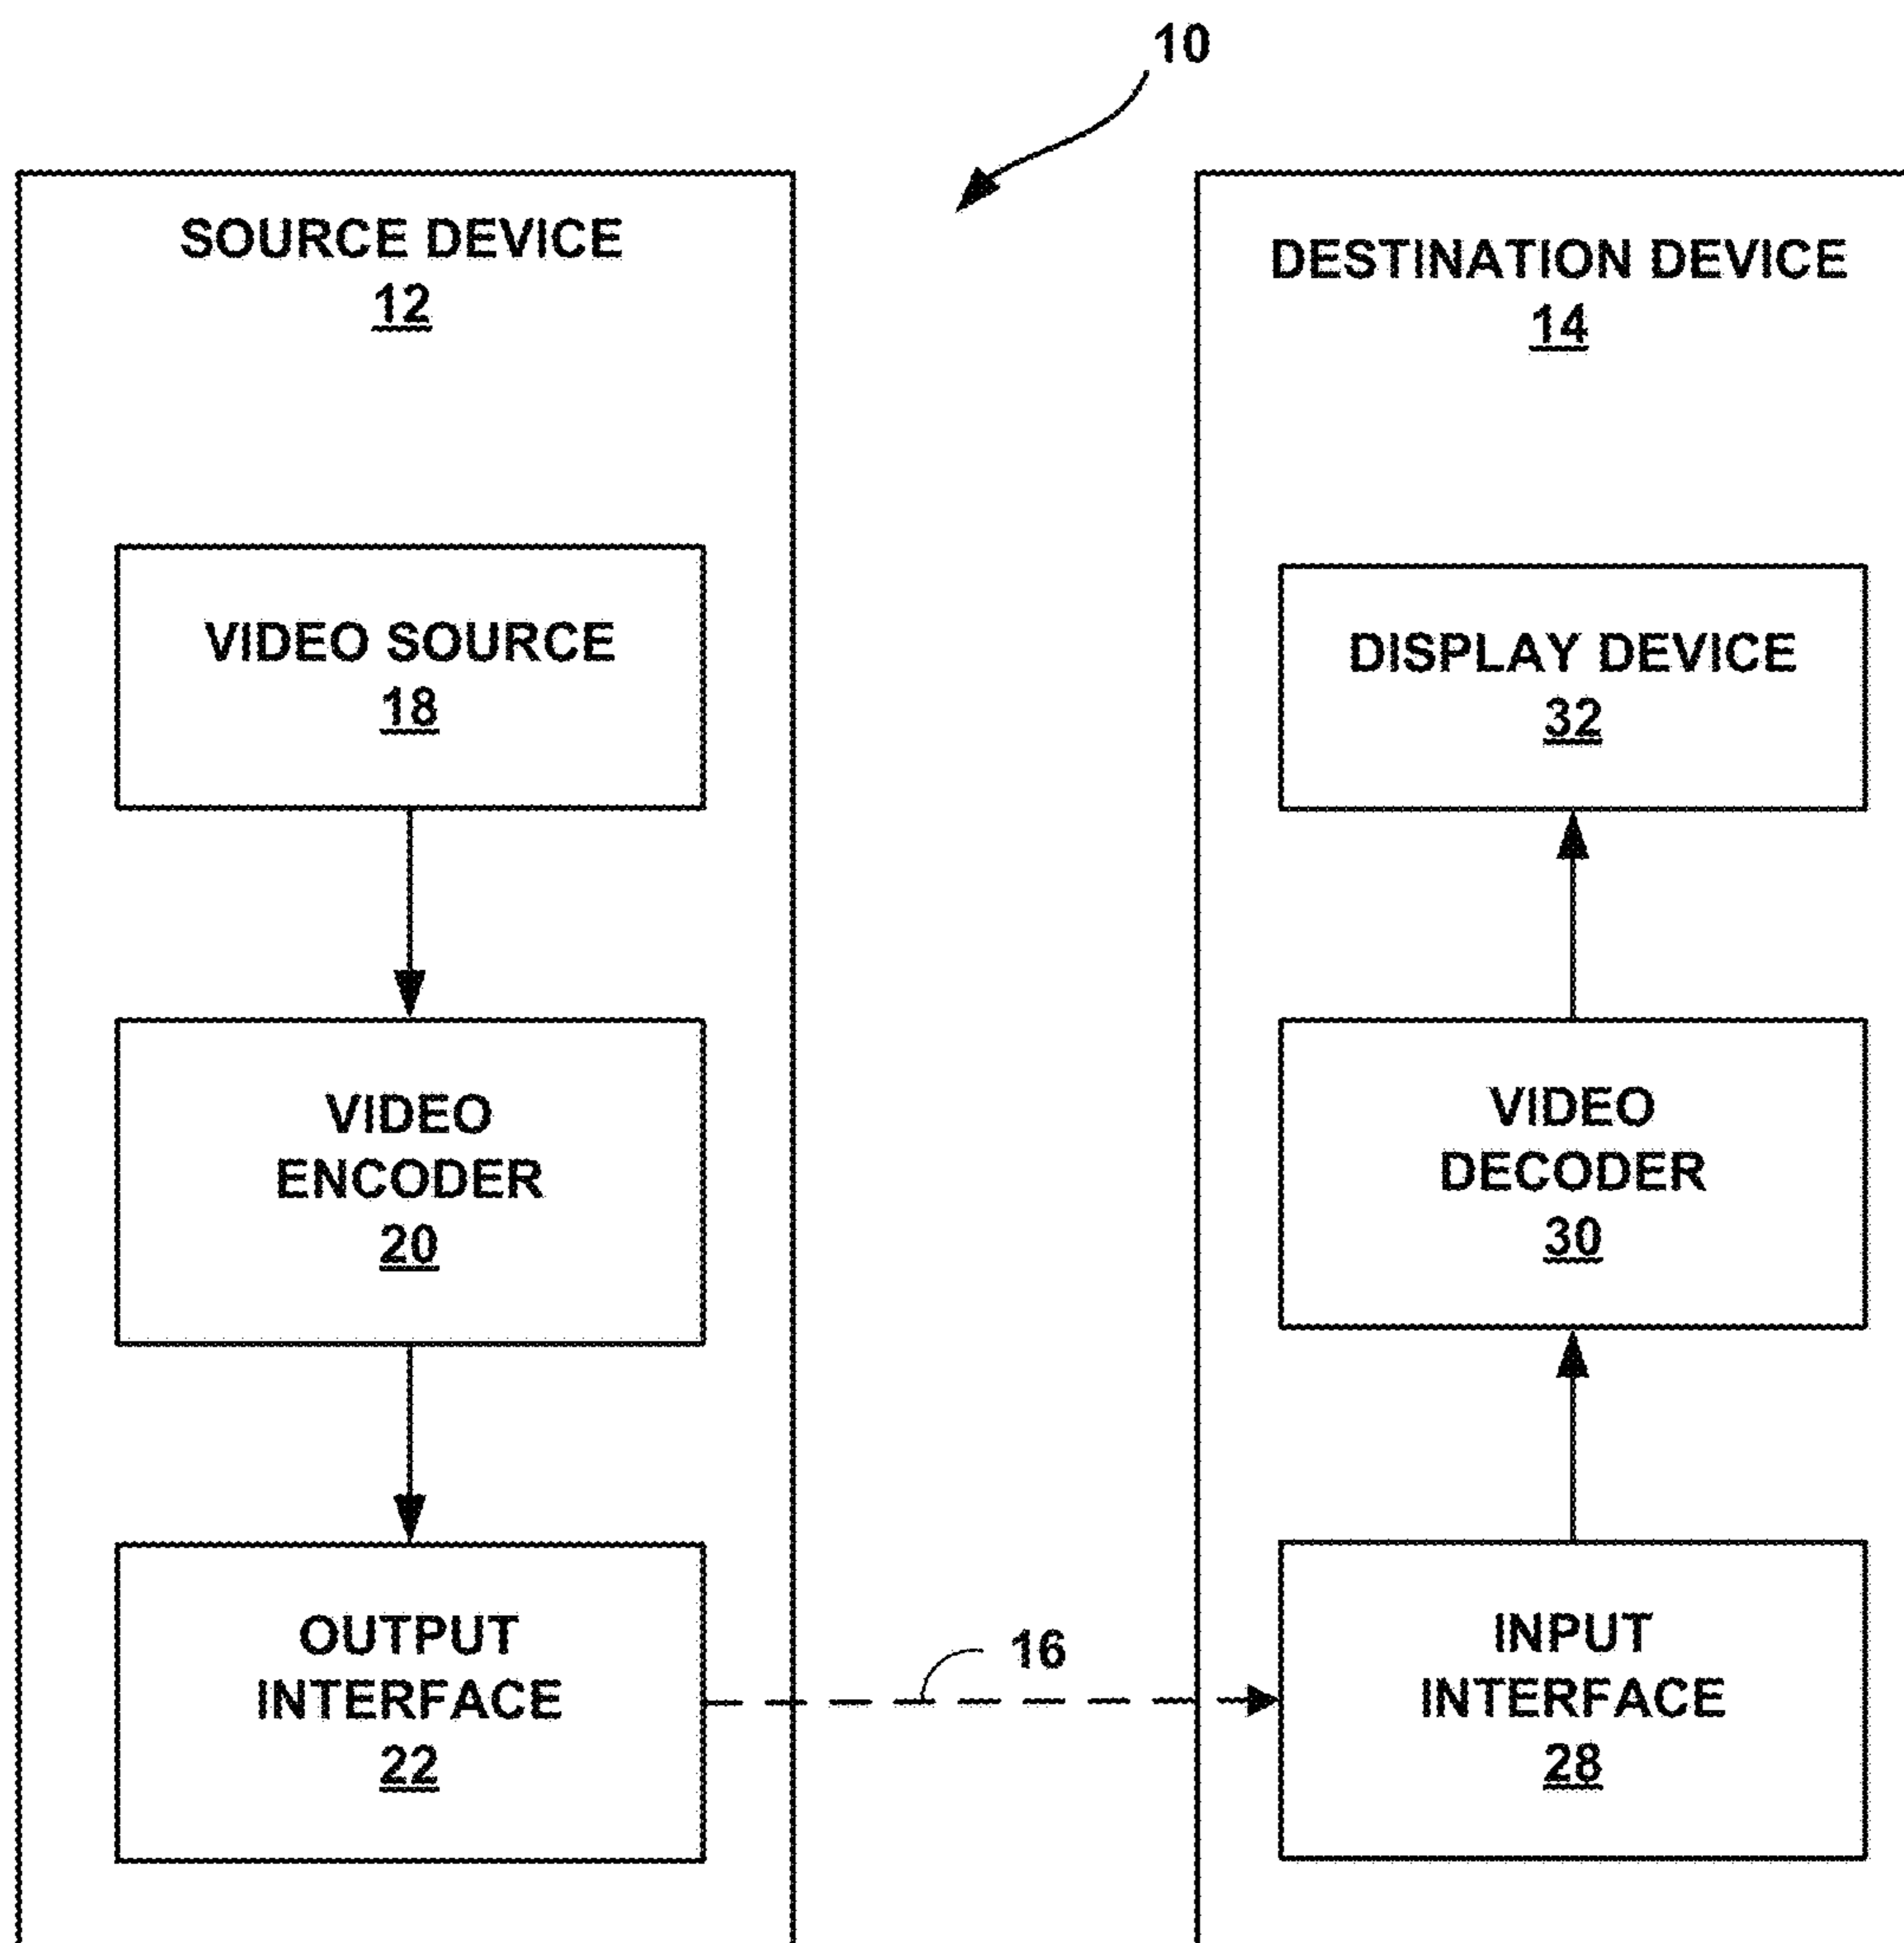 10
SOURCE DEVICE
12
VIDEO SOURCE
18
VIDEO
ENCODER
20
OUTPUT
INTERFACE
22
16
DESTINATION DEVICE
14
DISPLAY DEVICE
32
VIDEO
DECODER
30
INPUT
INTERFACE
28